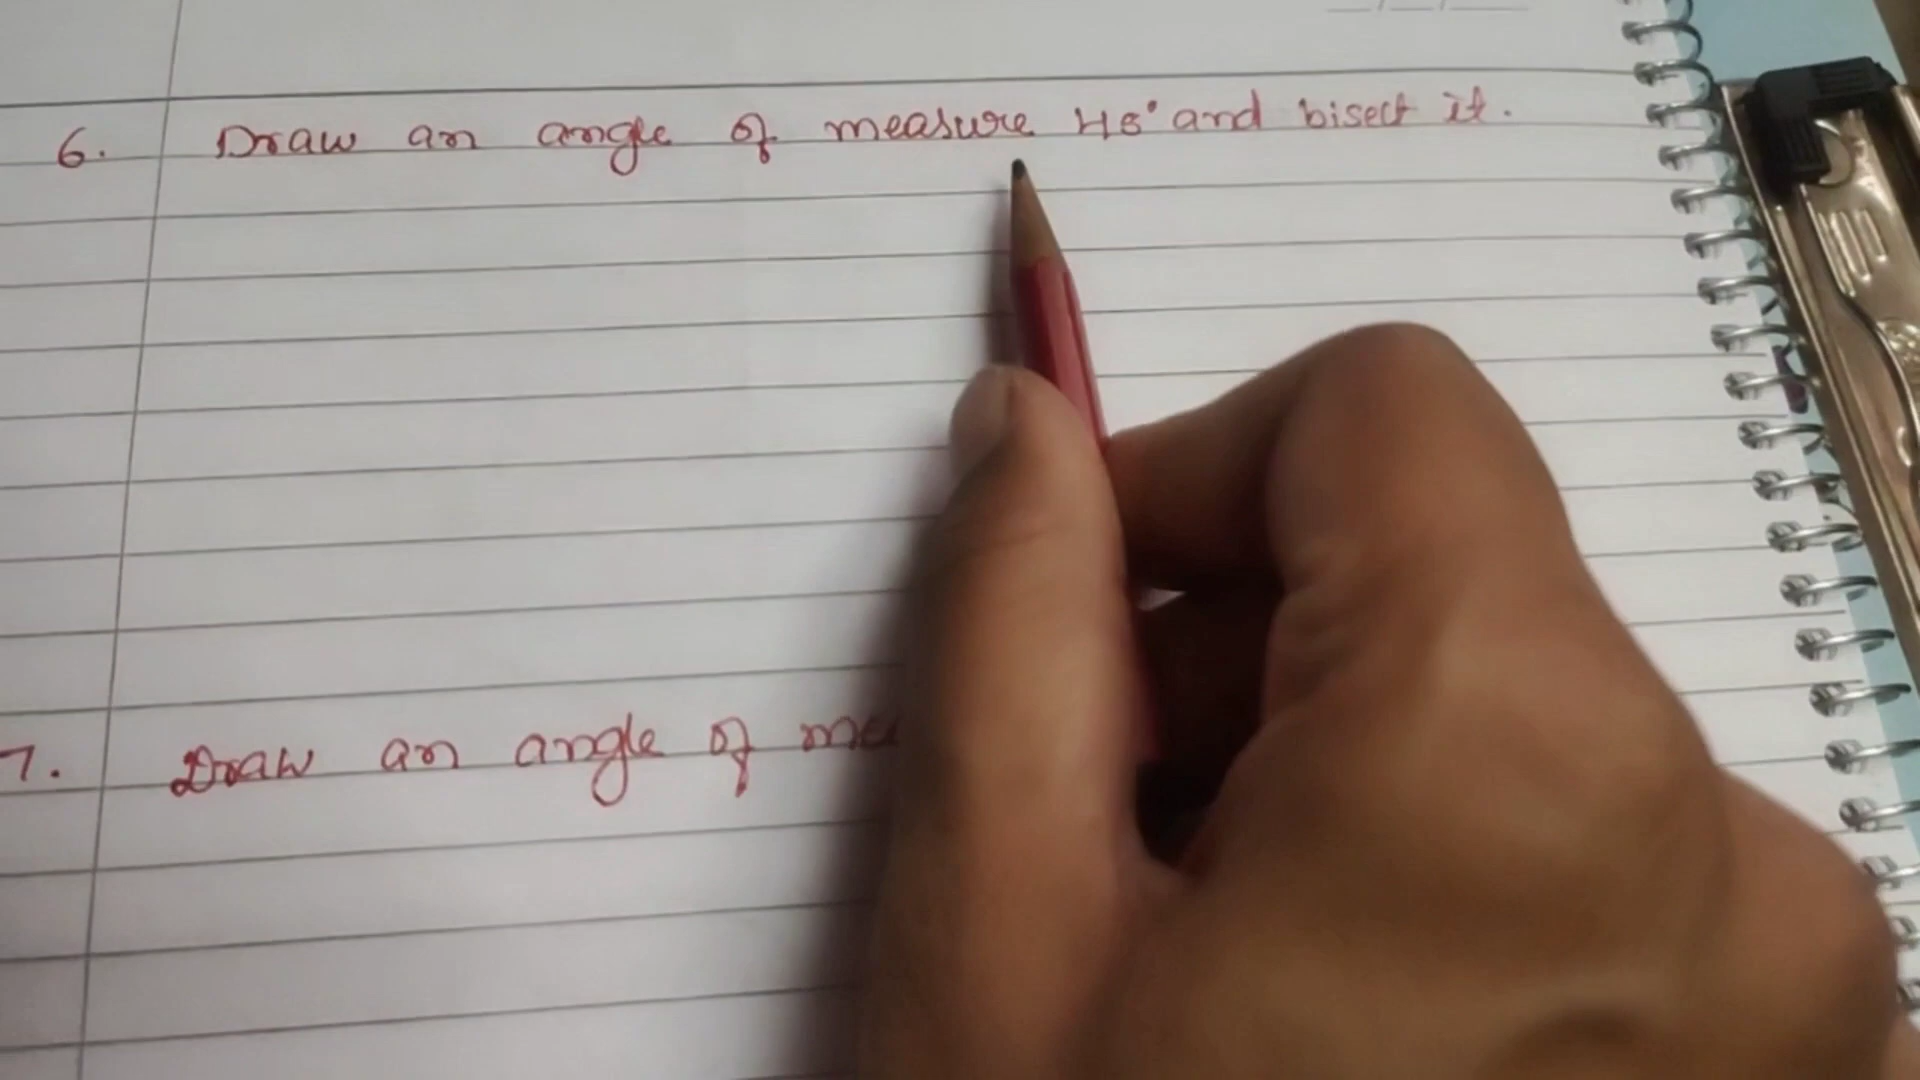 6. Draw an angle of measure 45° and bisect it.
7. Draw an angle of